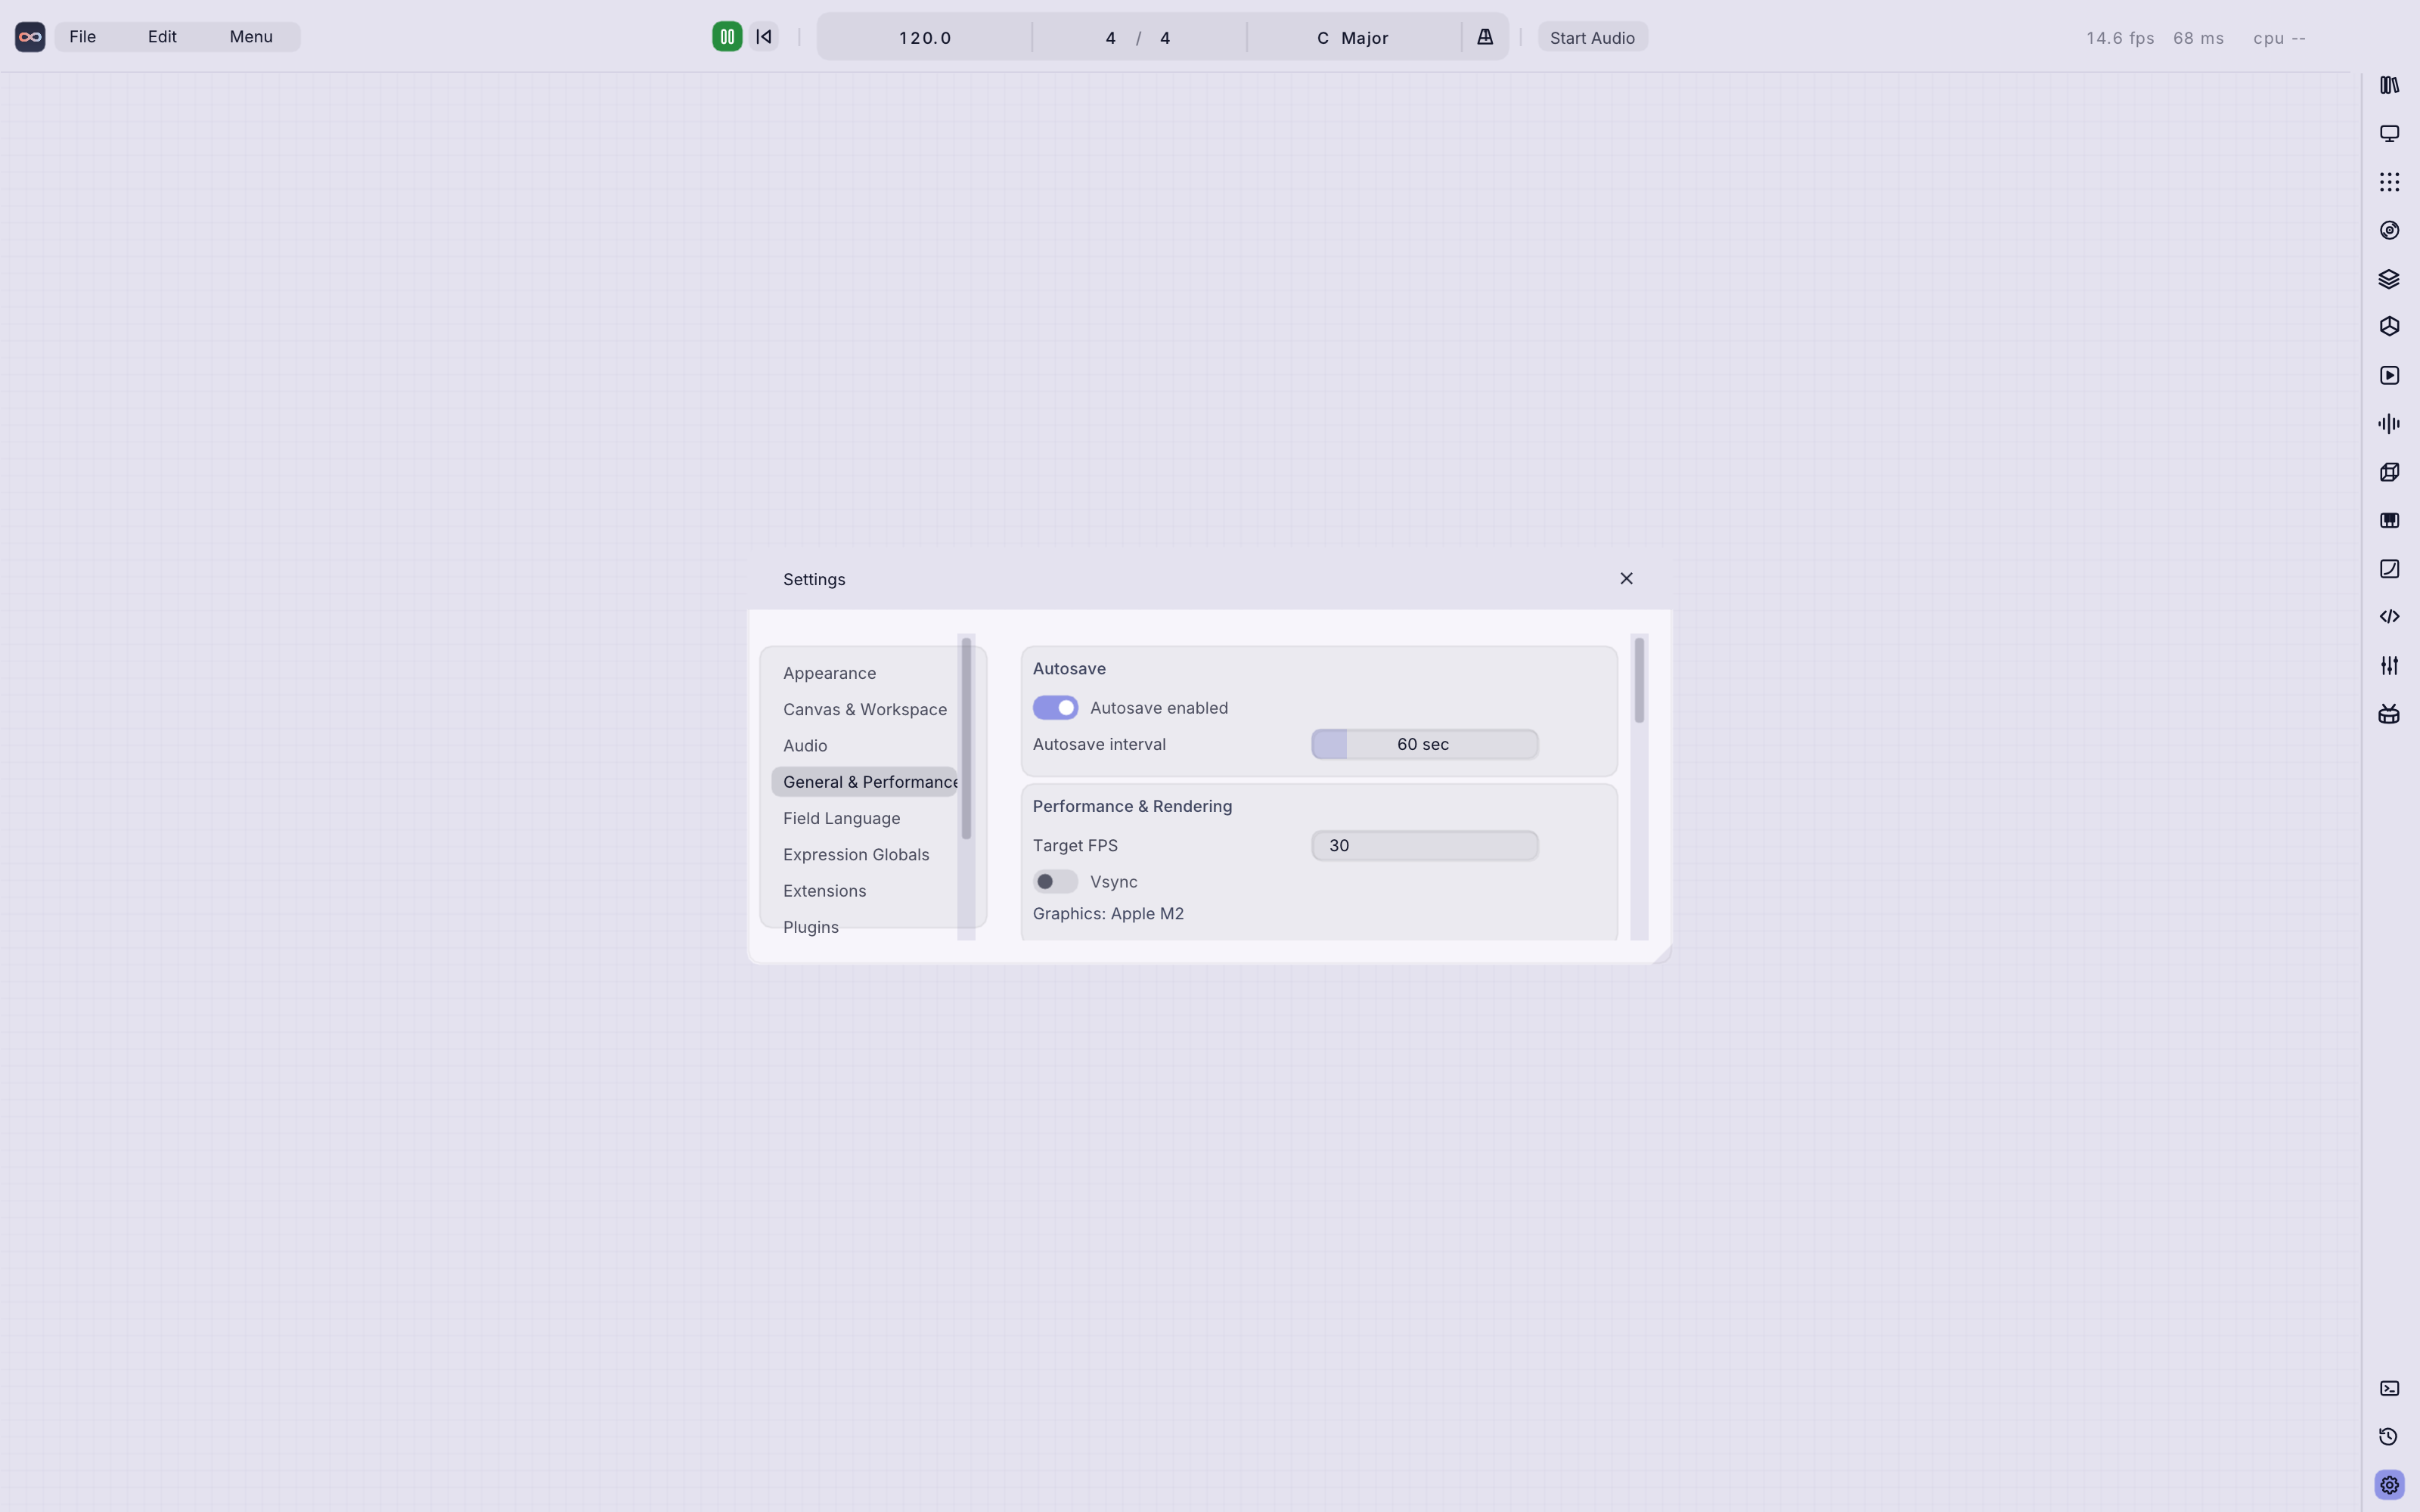 File Edit Menu 120.0 4 / 4 C Major Start Audio 14.6 fps 68 ms cpu --
Settings
Appearance
Canvas & Workspace
Audio
General & Performance
Field Language
Expression Globals
Extensions
Plugins
Autosave
Autosave enabled
Autosave interval 60 sec
Performance & Rendering
Target FPS 30
Vsync
Graphics: Apple M2